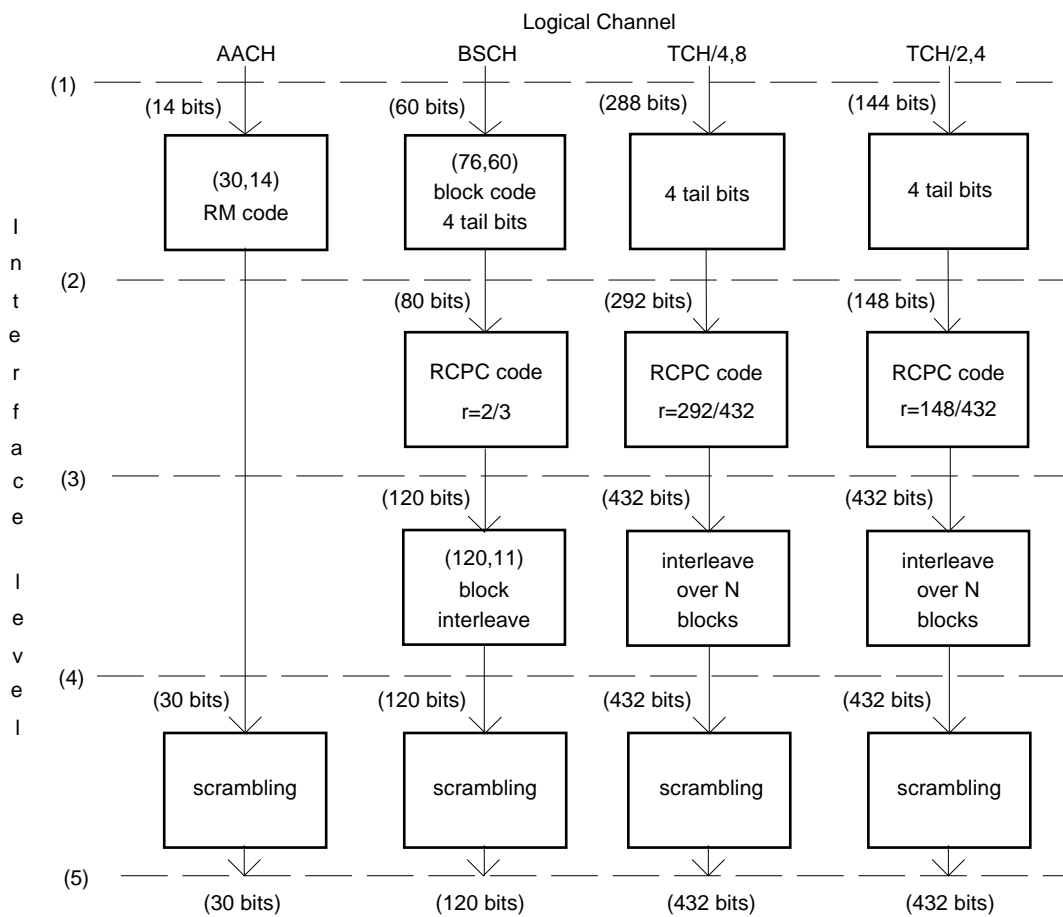 Logical Channel
AACH BSCH TCH/4,8 TCH/2,4
(1)
(14 bits) (60 bits) (288 bits) (144 bits)
(30,14)
RM code
(76,60)
block code
4 tail bits
4 tail bits
4 tail bits
(2)
(80 bits) (292 bits) (148 bits)
RCPC code
r=2/3
RCPC code
r=292/432
RCPC code
r=148/432
(3)
(120 bits) (432 bits) (432 bits)
(120,11)
block
interleave
interleave
over N
blocks
interleave
over N
blocks
(4)
(30 bits) (120 bits) (432 bits) (432 bits)
scrambling scrambling scrambling scrambling
(5)
(30 bits) (120 bits) (432 bits) (432 bits)
Interface level